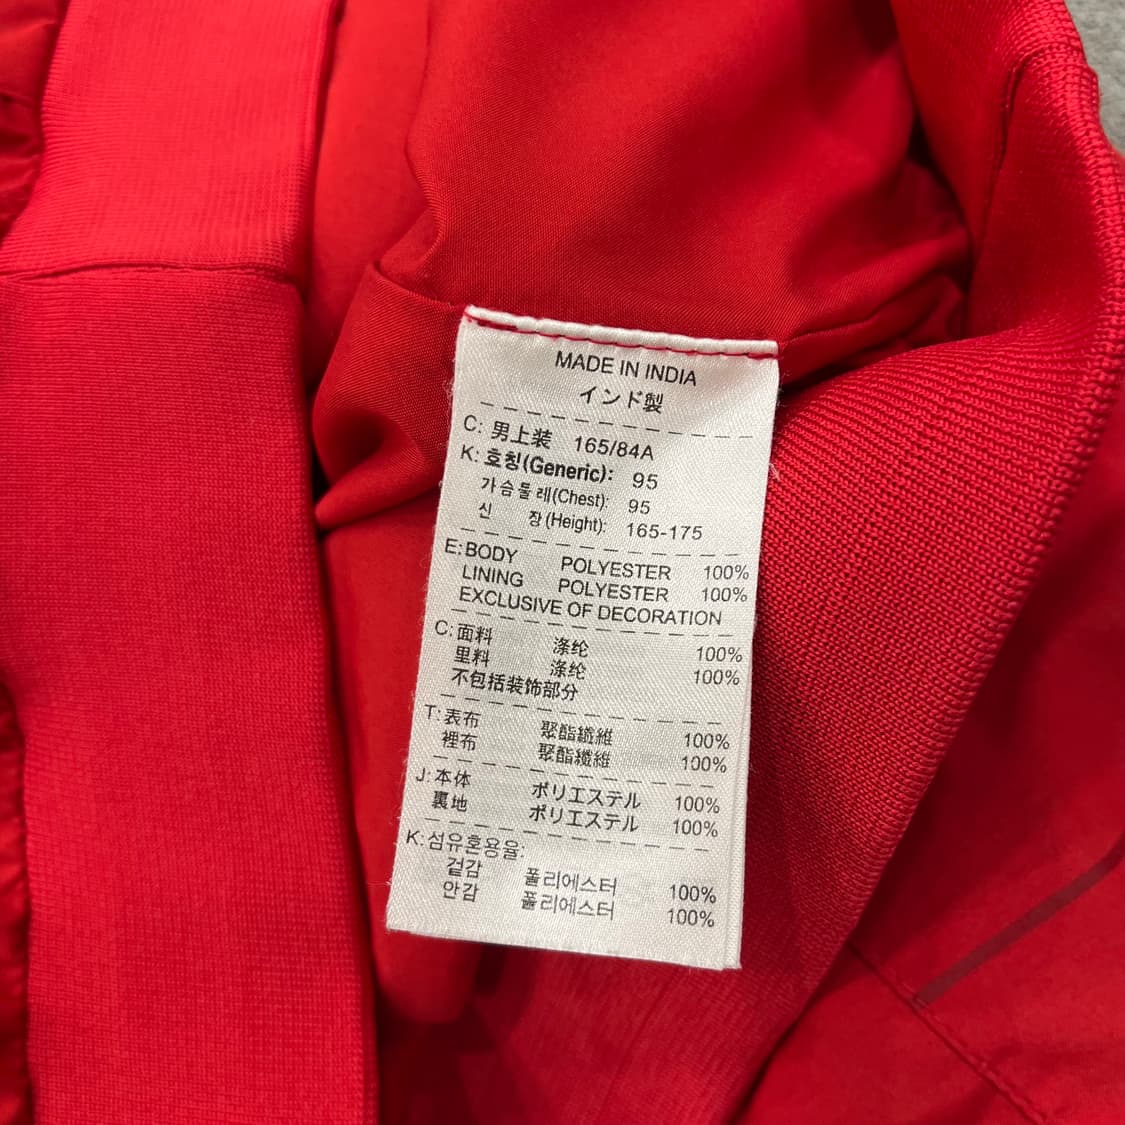 MADE IN INDIA
インド製
C: 男上装 165/84A
K: 호칭(Generic): 95
가슴둘레(Chest): 95
신 장(Height): 165-175
E: BODY POLYESTER 100%
LINING POLYESTER 100%
EXCLUSIVE OF DECORATION
C: 面料 涤纶 100%
里料 涤纶 100%
不包括装饰部分
T: 表布 聚酯纖維 100%
裡布 聚酯纖維 100%
J: 本体 ポリエステル 100%
裏地 ポリエステル 100%
K: 섬유혼용율:
겉감 폴리에스터 100%
안감 폴리에스터 100%